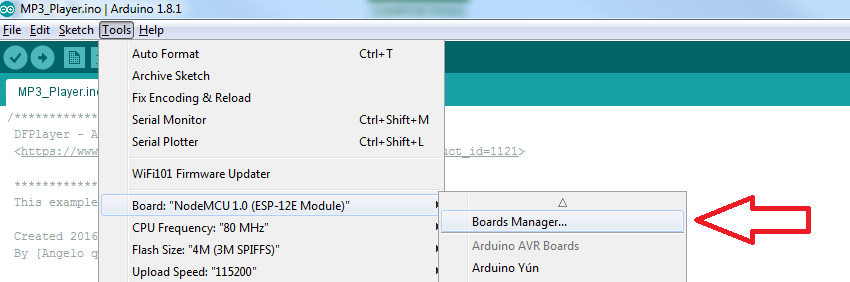 MP3_Player.ino | Arduino 1.8.1
File Edit Sketch Tools Help
MP3_Player.ino
Auto Format Ctrl+T
Archive Sketch
Fix Encoding & Reload
Serial Monitor Ctrl+Shift+M
Serial Plotter Ctrl+Shift+L
WiFi101 Firmware Updater
Board: "NodeMCU 1.0 (ESP-12E Module)"
CPU Frequency: "80 MHz"
Flash Size: "4M (3M SPIFFS)"
Upload Speed: "115200"
Boards Manager...
Arduino AVR Boards
Arduino Yún
/*************
DFPlayer - A
<https://www uct_id=1121>
*************
This example
Created 2016
By [Angelo q